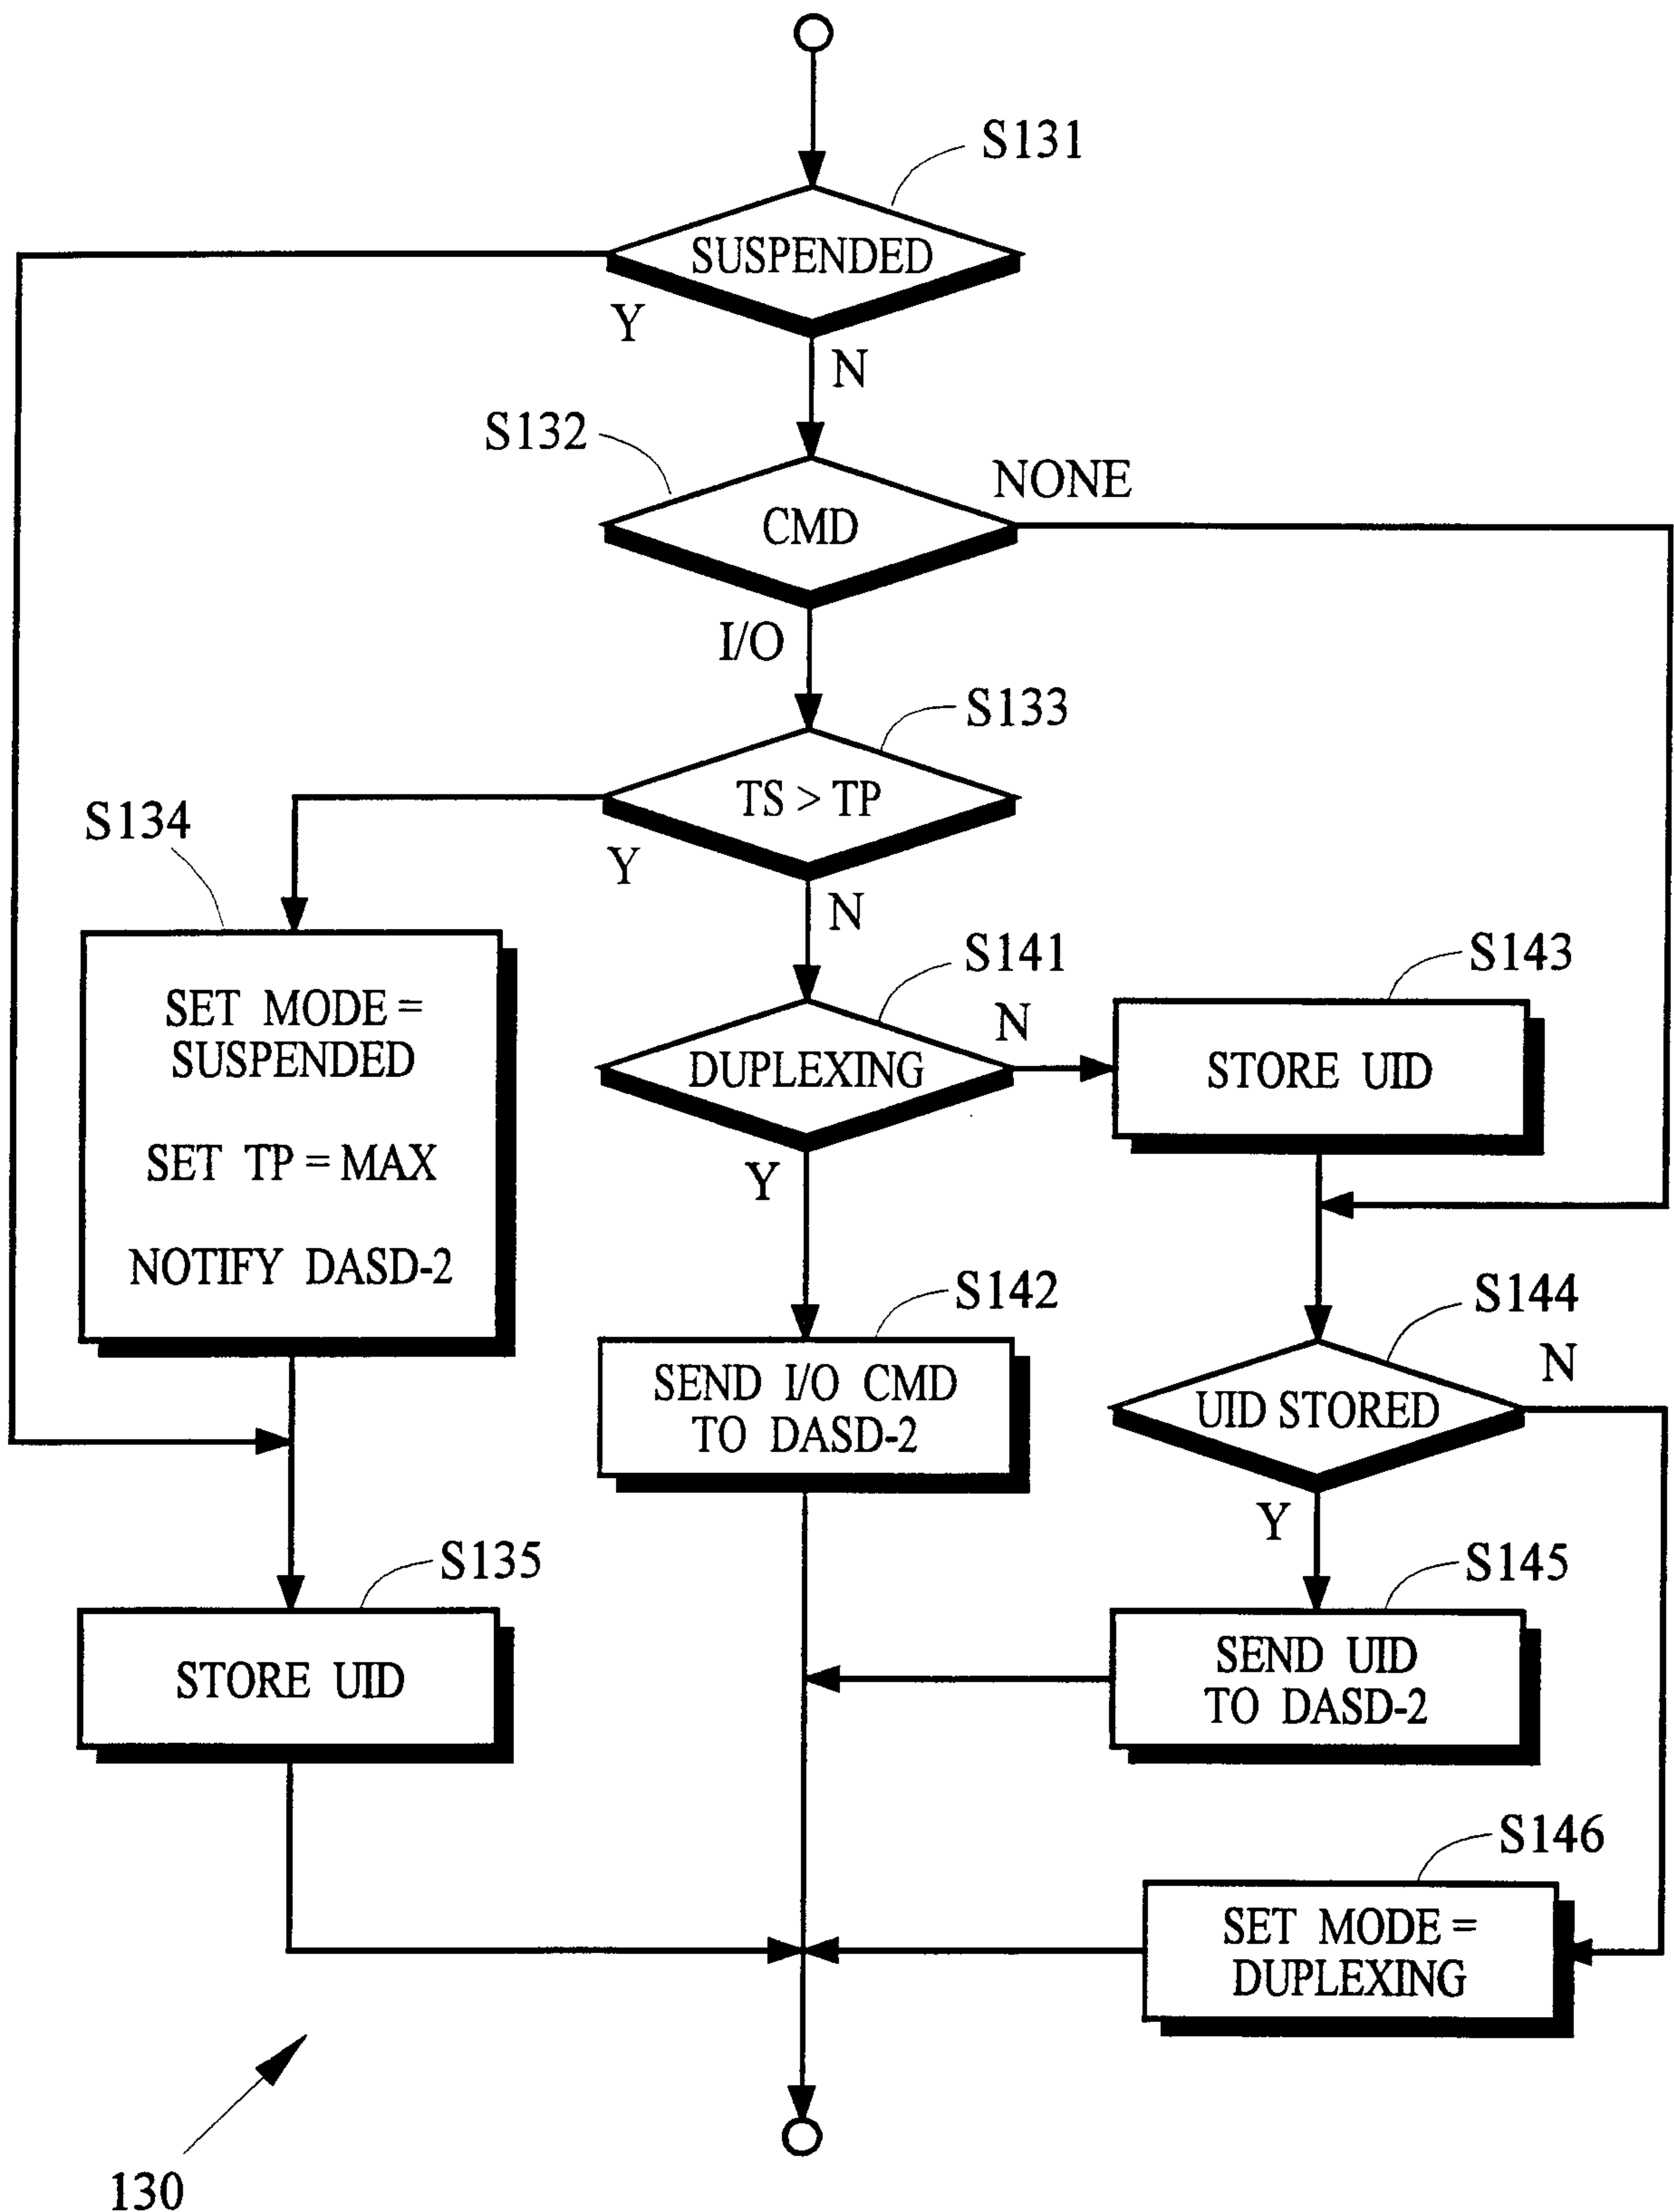 S131
SUSPENDED
Y
N
S132
NONE
CMD
I/O
S133
TS > TP
S134
Y
N
S141
S143
SET MODE =
SUSPENDED
SET TP = MAX
NOTIFY DASD-2
N
DUPLEXING
STORE UID
Y
S142
S144
SEND I/O CMD
TO DASD-2
N
UID STORED
Y
S135
S145
STORE UID
SEND UID
TO DASD-2
S146
SET MODE =
DUPLEXING
130